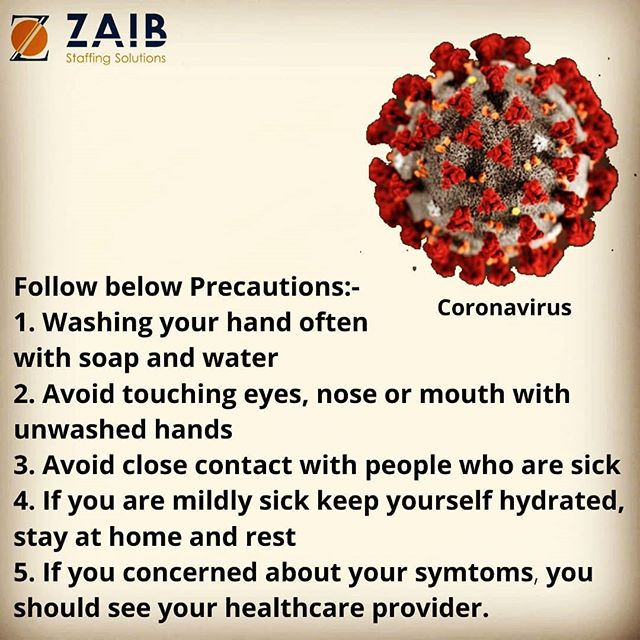 ZAIB
Staffing Solutions
Coronavirus
Follow below Precautions:-
1. Washing your hand often
with soap and water
2. Avoid touching eyes, nose or mouth with
unwashed hands
3. Avoid close contact with people who are sick
4. If you are mildly sick keep yourself hydrated,
stay at home and rest
5. If you concerned about your symtoms, you
should see your healthcare provider.